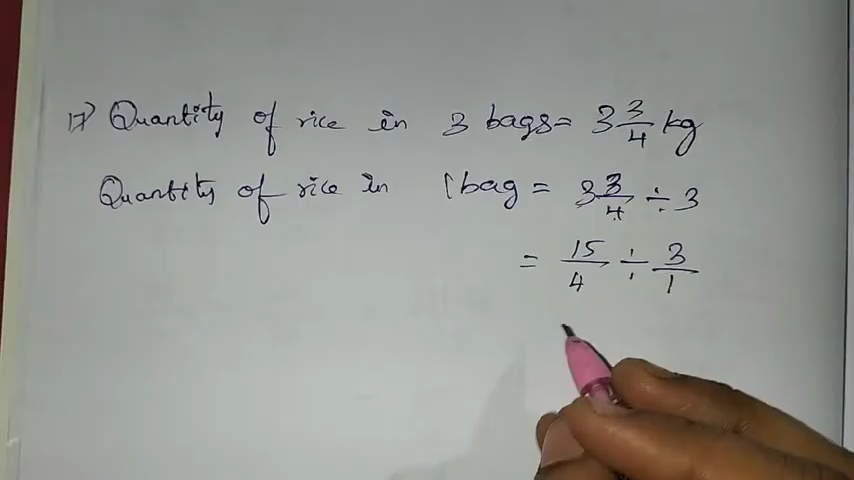 17) Quantity of rice in 3 bags = 3 3/4 kg
Quantity of rice in 1 bag = 3 3/4 ÷ 3
= 15/4 ÷ 3/1